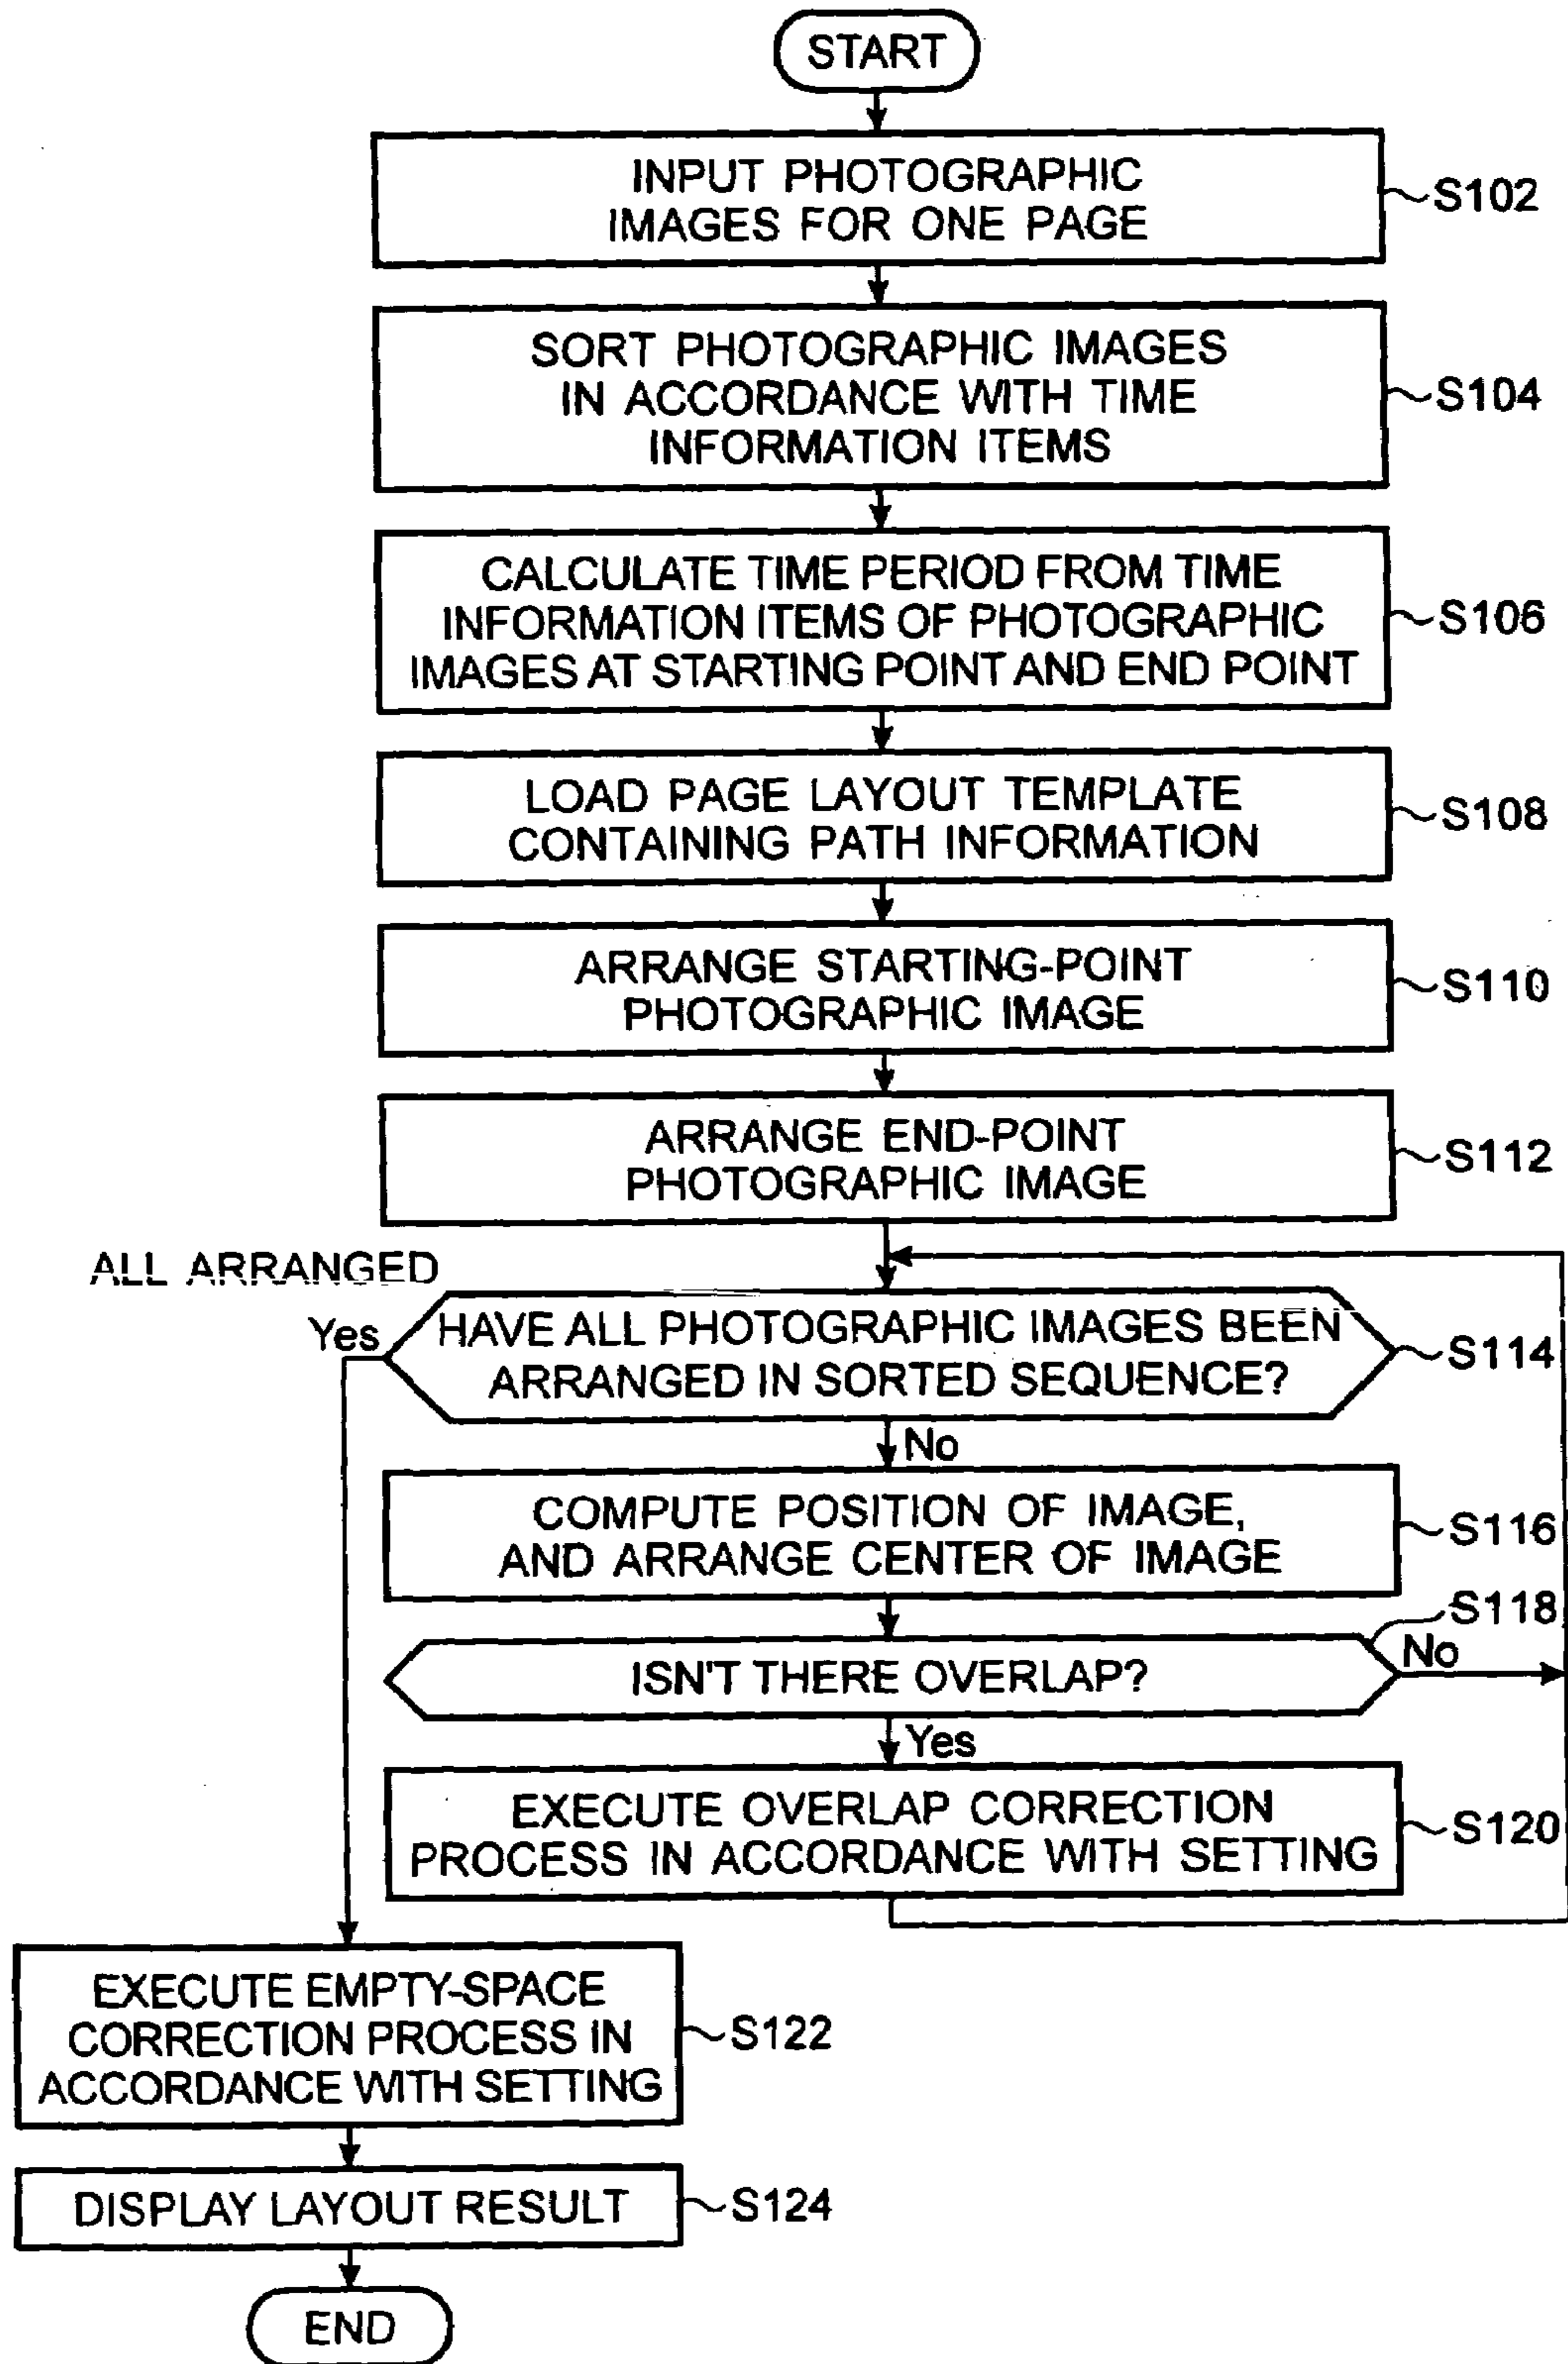 START
INPUT PHOTOGRAPHIC
IMAGES FOR ONE PAGE
S102
SORT PHOTOGRAPHIC IMAGES
IN ACCORDANCE WITH TIME
INFORMATION ITEMS
S104
CALCULATE TIME PERIOD FROM TIME
INFORMATION ITEMS OF PHOTOGRAPHIC
IMAGES AT STARTING POINT AND END POINT
S106
LOAD PAGE LAYOUT TEMPLATE
CONTAINING PATH INFORMATION
S108
ARRANGE STARTING-POINT
PHOTOGRAPHIC IMAGE
S110
ARRANGE END-POINT
PHOTOGRAPHIC IMAGE
S112
ALL ARRANGED
Yes
HAVE ALL PHOTOGRAPHIC IMAGES BEEN
ARRANGED IN SORTED SEQUENCE?
S114
No
COMPUTE POSITION OF IMAGE,
AND ARRANGE CENTER OF IMAGE
S116
S118
ISN'T THERE OVERLAP?
No
Yes
EXECUTE OVERLAP CORRECTION
PROCESS IN ACCORDANCE WITH SETTING
S120
EXECUTE EMPTY-SPACE
CORRECTION PROCESS IN
ACCORDANCE WITH SETTING
S122
DISPLAY LAYOUT RESULT
S124
END